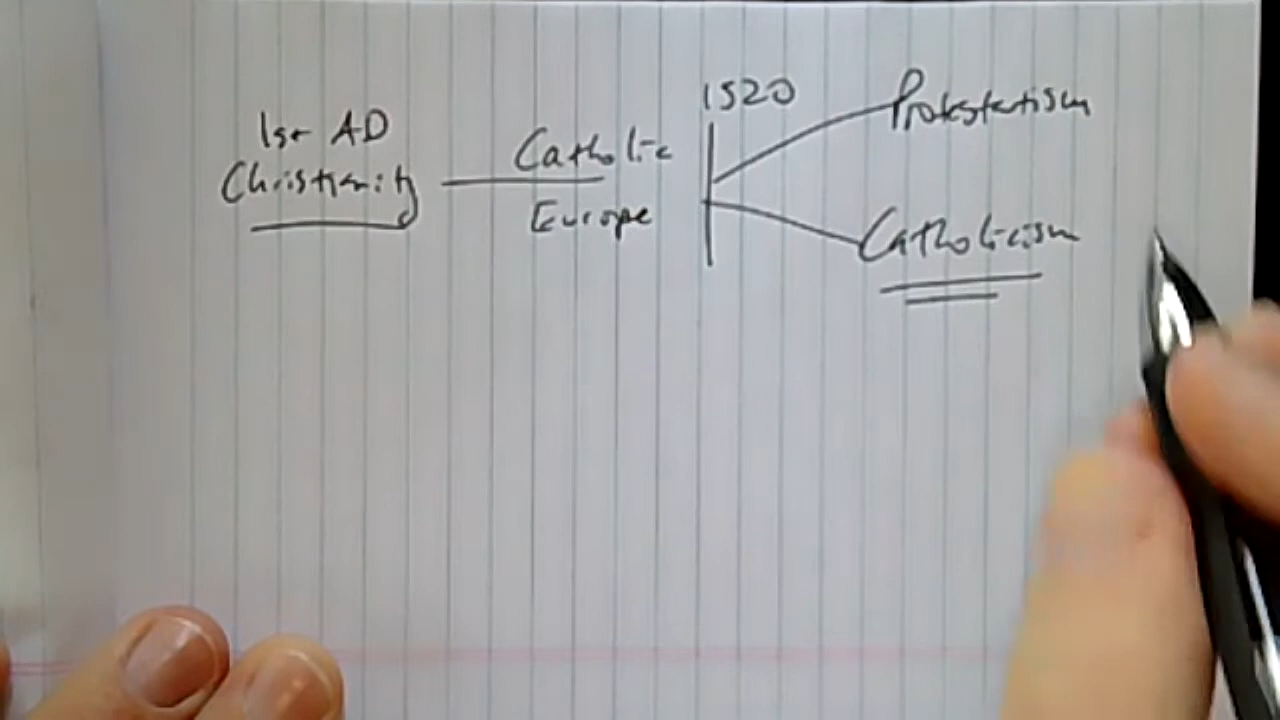 1st AD
Christianity
Catholic
Europe
1520
Protestantism
Catholicism